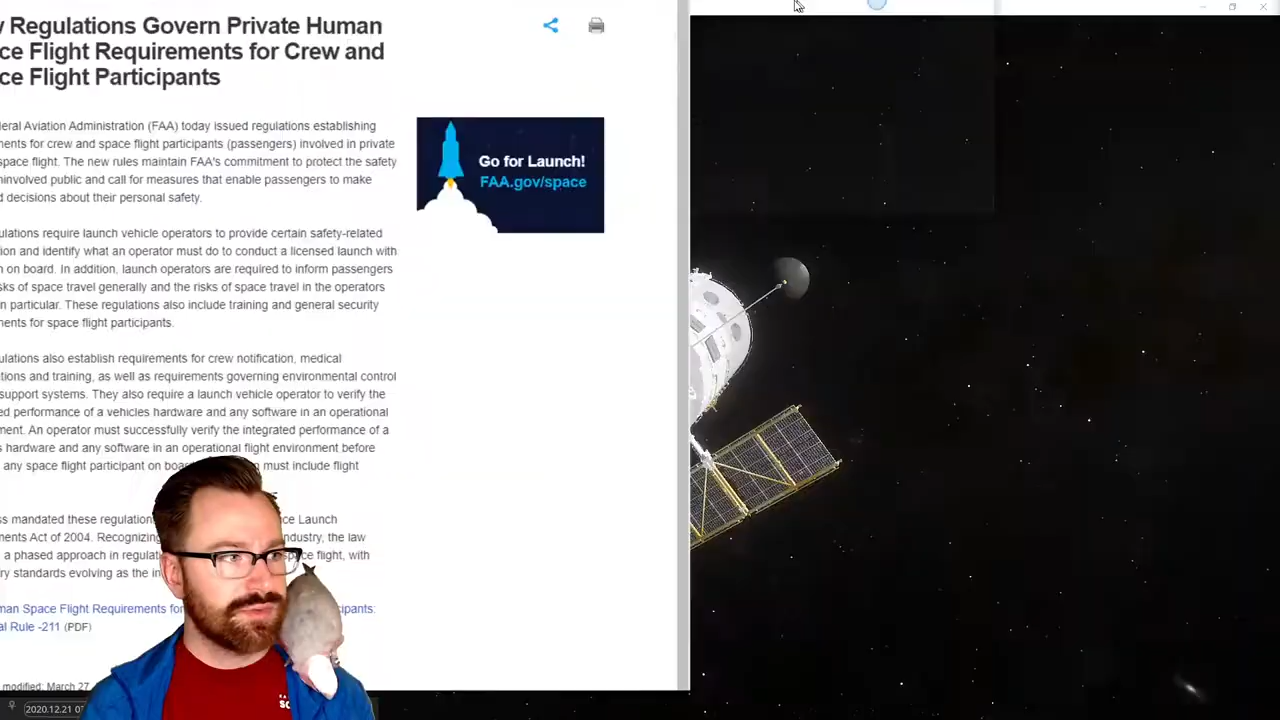 Regulations Govern Private Human
ce Flight Requirements for Crew and
ce Flight Participants
eral Aviation Administration (FAA) today issued regulations establishing
ments for crew and space flight participants (passengers) involved in private
space flight. The new rules maintain FAA's commitment to protect the safety
ninvolved public and call for measures that enable passengers to make
d decisions about their personal safety.
ulations require launch vehicle operators to provide certain safety-related
ion and identify what an operator must do to conduct a licensed launch with
n on board. In addition, launch operators are required to inform passengers
sks of space travel generally and the risks of space travel in the operators
in particular. These regulations also include training and general security
ments for space flight participants.
ulations also establish requirements for crew notification, medical
tions and training, as well as requirements governing environmental control
support systems. They also require a launch vehicle operator to verify the
ed performance of a vehicles hardware and any software in an operational
ment. An operator must successfully verify the integrated performance of a
s hardware and any software in an operational flight environment before
any space flight participant on boar must include flight
ss mandated these regulation ce Launch
ments Act of 2004. Recognizing ndustry, the law
a phased approach in regulat space flight, with
ry standards evolving as the in
man Space Flight Requirements for ipants:
al Rule -211 (PDF)
modified: March 27,
Go for Launch!
FAA.gov/space
2020.12.21 0